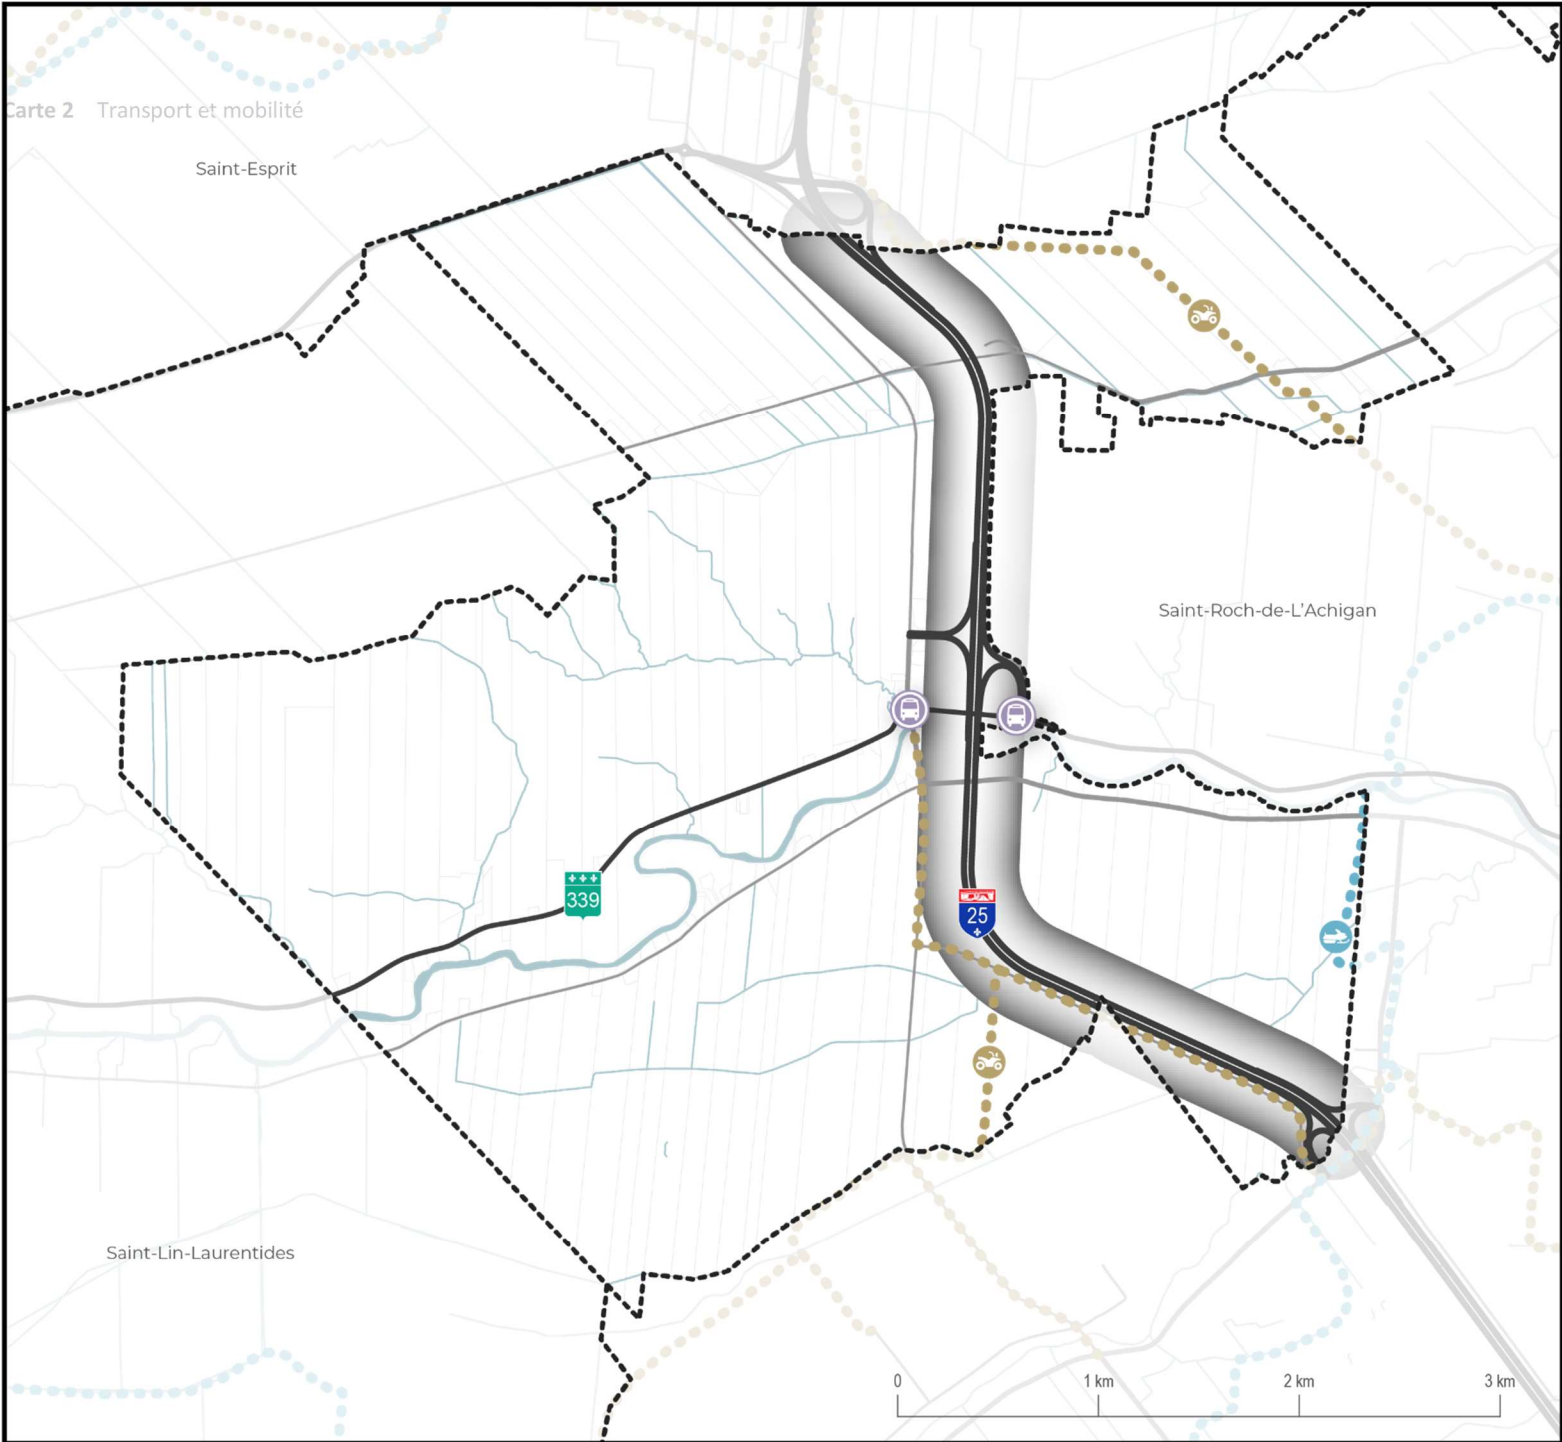 Carte 2 Transport et mobilité
Saint-Esprit
Saint-Roch-de-L'Achigan
339
25
Saint-Lin-Laurentides
0 1 km 2 km 3 km